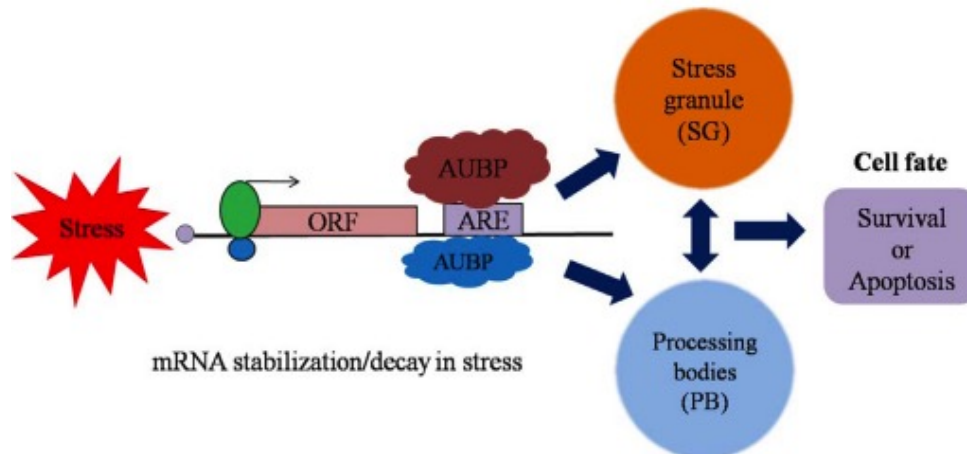 Stress
granule
(SG)
AUBP
Cell fate
Stress
ORF
ARE
AUBP
Survival
or
Apoptosis
mRNA stabilization/decay in stress
Processing
bodies
(PB)